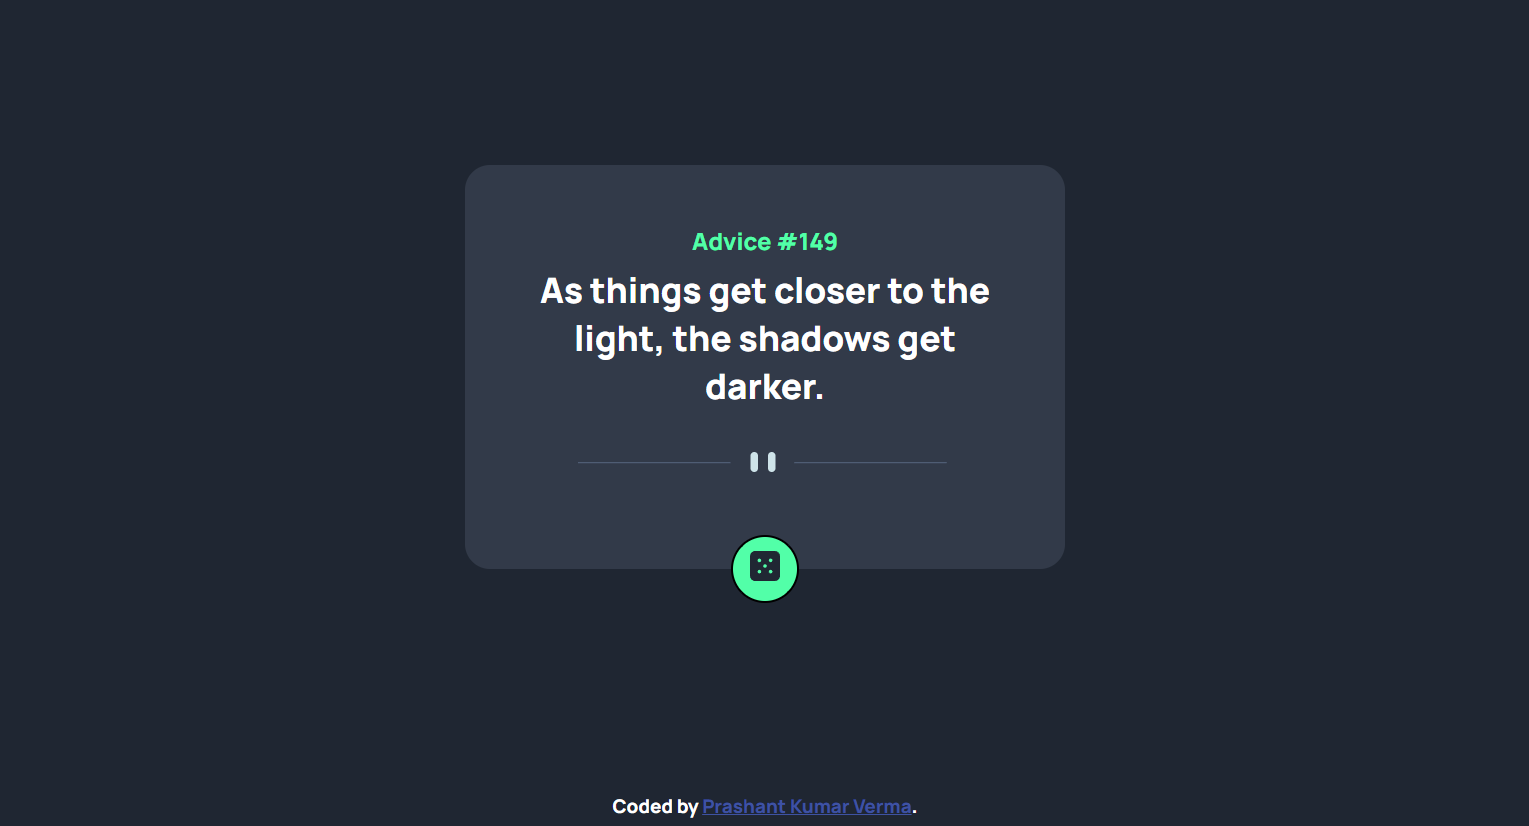 Advice #149
As things get closer to the
light, the shadows get
darker.
Coded by Prashant Kumar Verma.